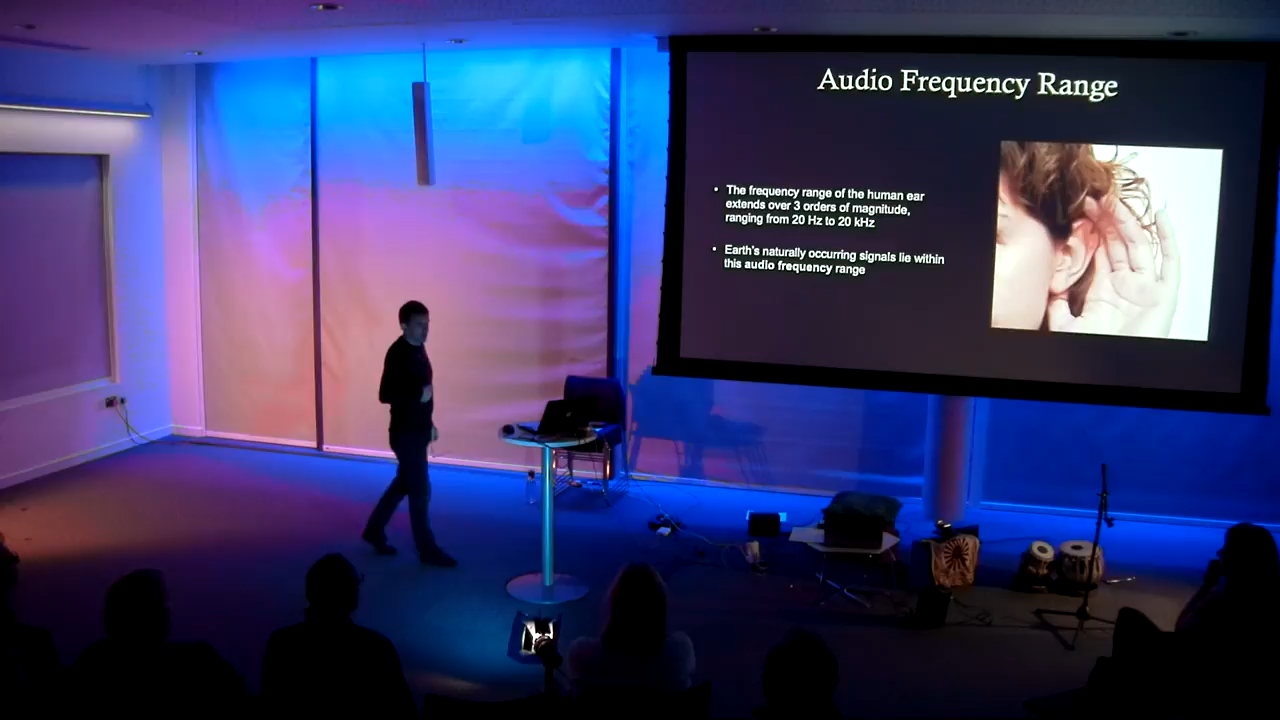 Audio Frequency Range
• The frequency range of the human ear
extends over 3 orders of magnitude,
ranging from 20 Hz to 20 kHz
• Earth's naturally occurring signals lie within
this audio frequency range